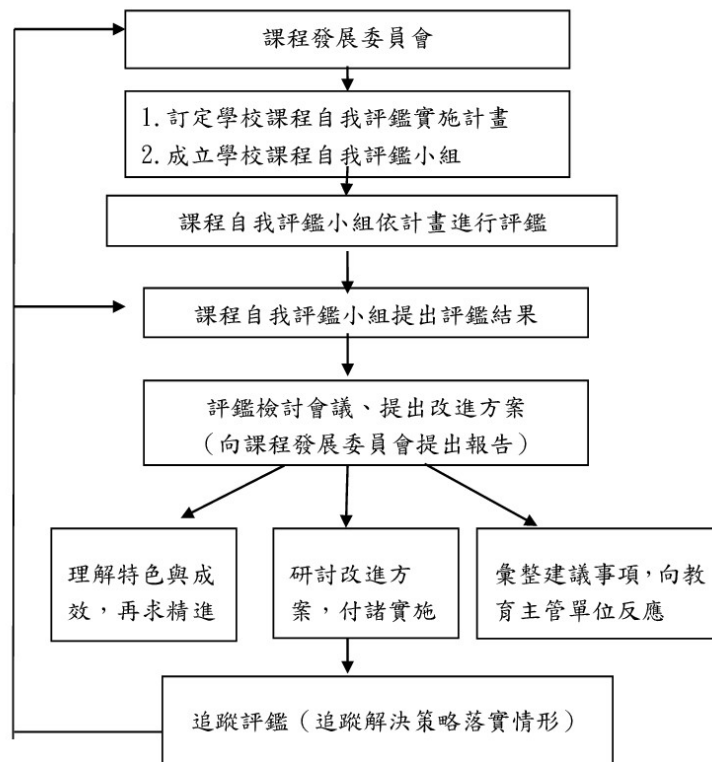 課程發展委員會
1.訂定學校課程自我評鑑實施計畫
2.成立學校課程自我評鑑小組
課程自我評鑑小組依計畫進行評鑑
課程自我評鑑小組提出評鑑結果
評鑑檢討會議、提出改進方案
（向課程發展委員會提出報告）
理解特色與成
效，再求精進
研討改進方
案，付諸實施
彙整建議事項，向教
育主管單位反應
追蹤評鑑（追蹤解決策略落實情形）